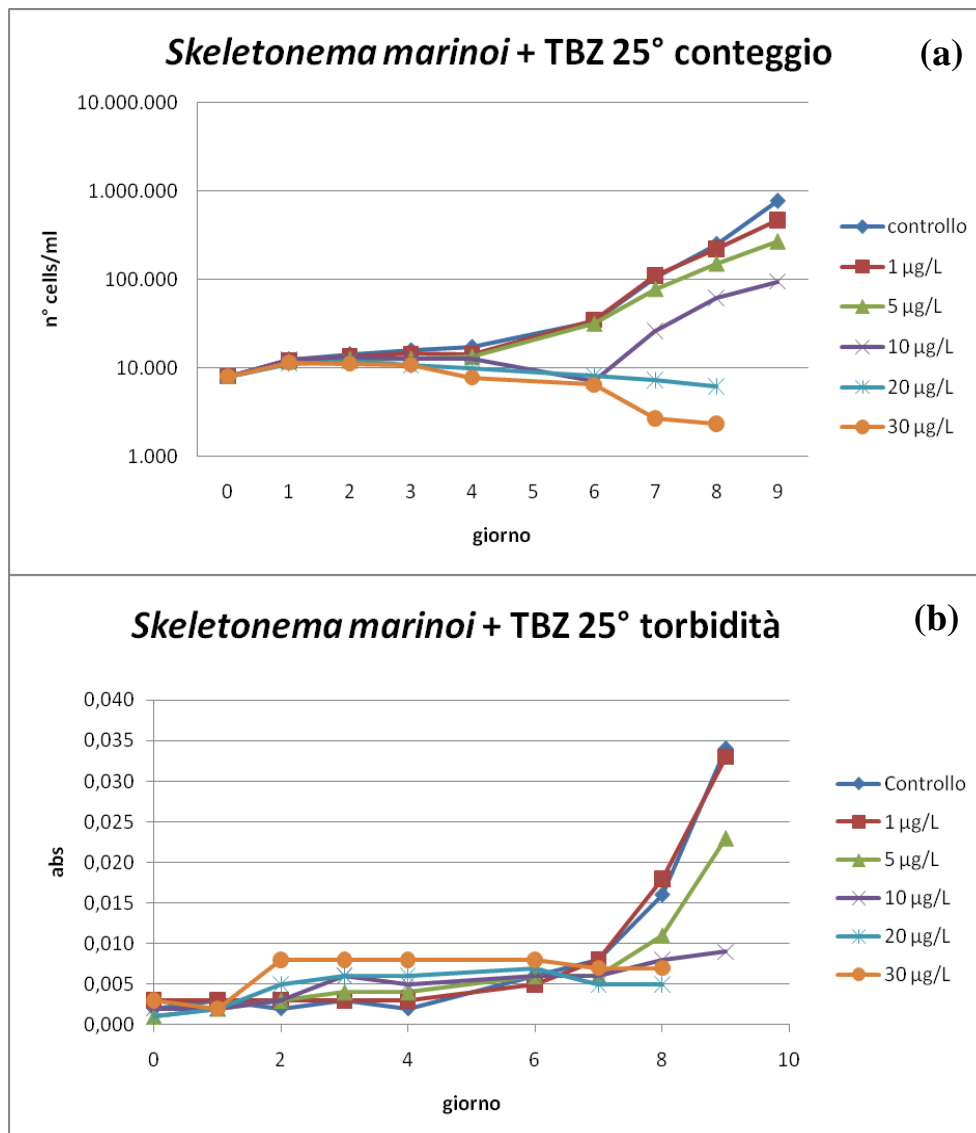 Skeletonema marinoi + TBZ 25° conteggio
(a)
10.000.000
1.000.000
100.000
10.000
1.000
n° cells/ml
0 1 2 3 4 5 6 7 8 9
giorno
controllo
1 µg/L
5 µg/L
10 µg/L
20 µg/L
30 µg/L
Skeletonema marinoi + TBZ 25° torbidità
(b)
0,040
0,035
0,030
0,025
0,020
0,015
0,010
0,005
0,000
abs
0 2 4 6 8 10
giorno
Controllo
1 µg/L
5 µg/L
10 µg/L
20 µg/L
30 µg/L